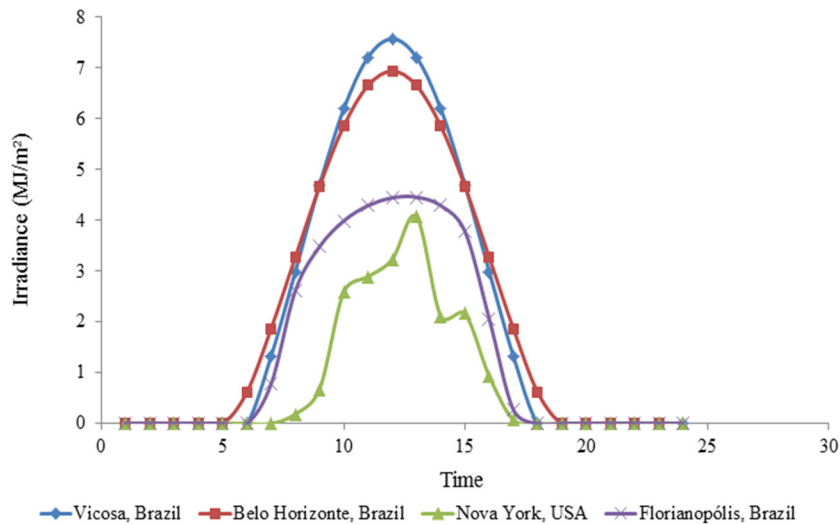 8
7
6
5
4
3
2
1
0
Irradiance (MJ/m²)
0 5 10 15 20 25 30
Time
Vicosa, Brazil Belo Horizonte, Brazil Nova York, USA Florianopólis, Brazil